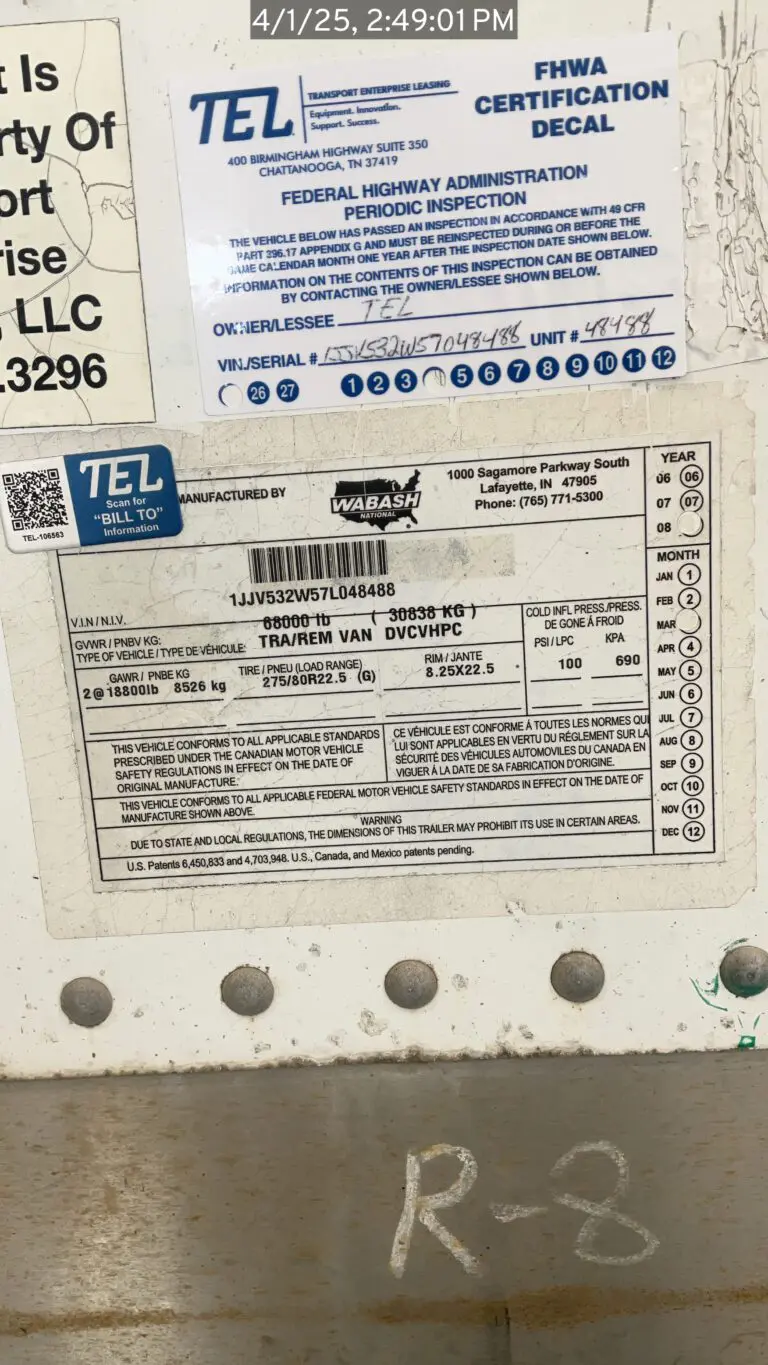 4/1/25, 2:49:01 PM
t Is
rty Of
ort
rise
, LLC
.3296
TEL
TRANSPORT ENTERPRISE LEASING
Equipment. Innovation.
Support. Success.
FHWA
CERTIFICATION
DECAL
400 BIRMINGHAM HIGHWAY SUITE 350
CHATTANOOGA, TN 37419
FEDERAL HIGHWAY ADMINISTRATION
PERIODIC INSPECTION
THE VEHICLE BELOW HAS PASSED AN INSPECTION IN ACCORDANCE WITH 49 CFR
PART 396.17 APPENDIX G AND MUST BE REINSPECTED DURING OR BEFORE THE
SAME CALENDAR MONTH ONE YEAR AFTER THE INSPECTION DATE SHOWN BELOW.
INFORMATION ON THE CONTENTS OF THIS INSPECTION CAN BE OBTAINED
BY CONTACTING THE OWNER/LESSEE SHOWN BELOW.
OWNER/LESSEE TEL
VIN./SERIAL # 1JJV532W57L048488 UNIT # 48488
26 27 1 2 3 5 6 7 8 9 10 11 12
TEL
Scan for
"BILL TO"
Information
TEL-106563
MANUFACTURED BY
WABASH
NATIONAL
1000 Sagamore Parkway South
Lafayette, IN 47905
Phone: (765) 771-5300
YEAR
06 06
07 07
08
1JJV532W57L048488
V.I.N / N.I.V.
68000 lb ( 30838 KG )
GVWR / PNBV KG:
TYPE OF VEHICLE / TYPE DE VÉHICULE: TRA/REM VAN DVCVHPC
COLD INFL PRESS./PRESS.
DE GONE À FROID
PSI / LPC KPA
100 690
GAWR / PNBE KG TIRE / PNEU (LOAD RANGE) RIM / JANTE
2@18800lb 8526 kg 275/80R22.5 (G) 8.25X22.5
MONTH
JAN 1
FEB 2
MAR
APR 4
MAY 5
JUN 6
JUL 7
AUG 8
SEP 9
OCT 10
NOV 11
DEC 12
THIS VEHICLE CONFORMS TO ALL APPLICABLE STANDARDS
PRESCRIBED UNDER THE CANADIAN MOTOR VEHICLE
SAFETY REGULATIONS IN EFFECT ON THE DATE OF
ORIGINAL MANUFACTURE.
CE VÉHICULE EST CONFORME À TOUTES LES NORMES QUI
LUI SONT APPLICABLES EN VERTU DU RÉGLEMENT SUR LA
SÉCURITÉ DES VÉHICULES AUTOMOBILES DU CANADA EN
VIGUER À LA DATE DE SA FABRICATION D'ORIGINE.
THIS VEHICLE CONFORMS TO ALL APPLICABLE FEDERAL MOTOR VEHICLE SAFETY STANDARDS IN EFFECT ON THE DATE OF
MANUFACTURE SHOWN ABOVE.
WARNING
DUE TO STATE AND LOCAL REGULATIONS, THE DIMENSIONS OF THIS TRAILER MAY PROHIBIT ITS USE IN CERTAIN AREAS.
U.S. Patents 6,450,833 and 4,703,948. U.S., Canada, and Mexico patents pending.
R-8